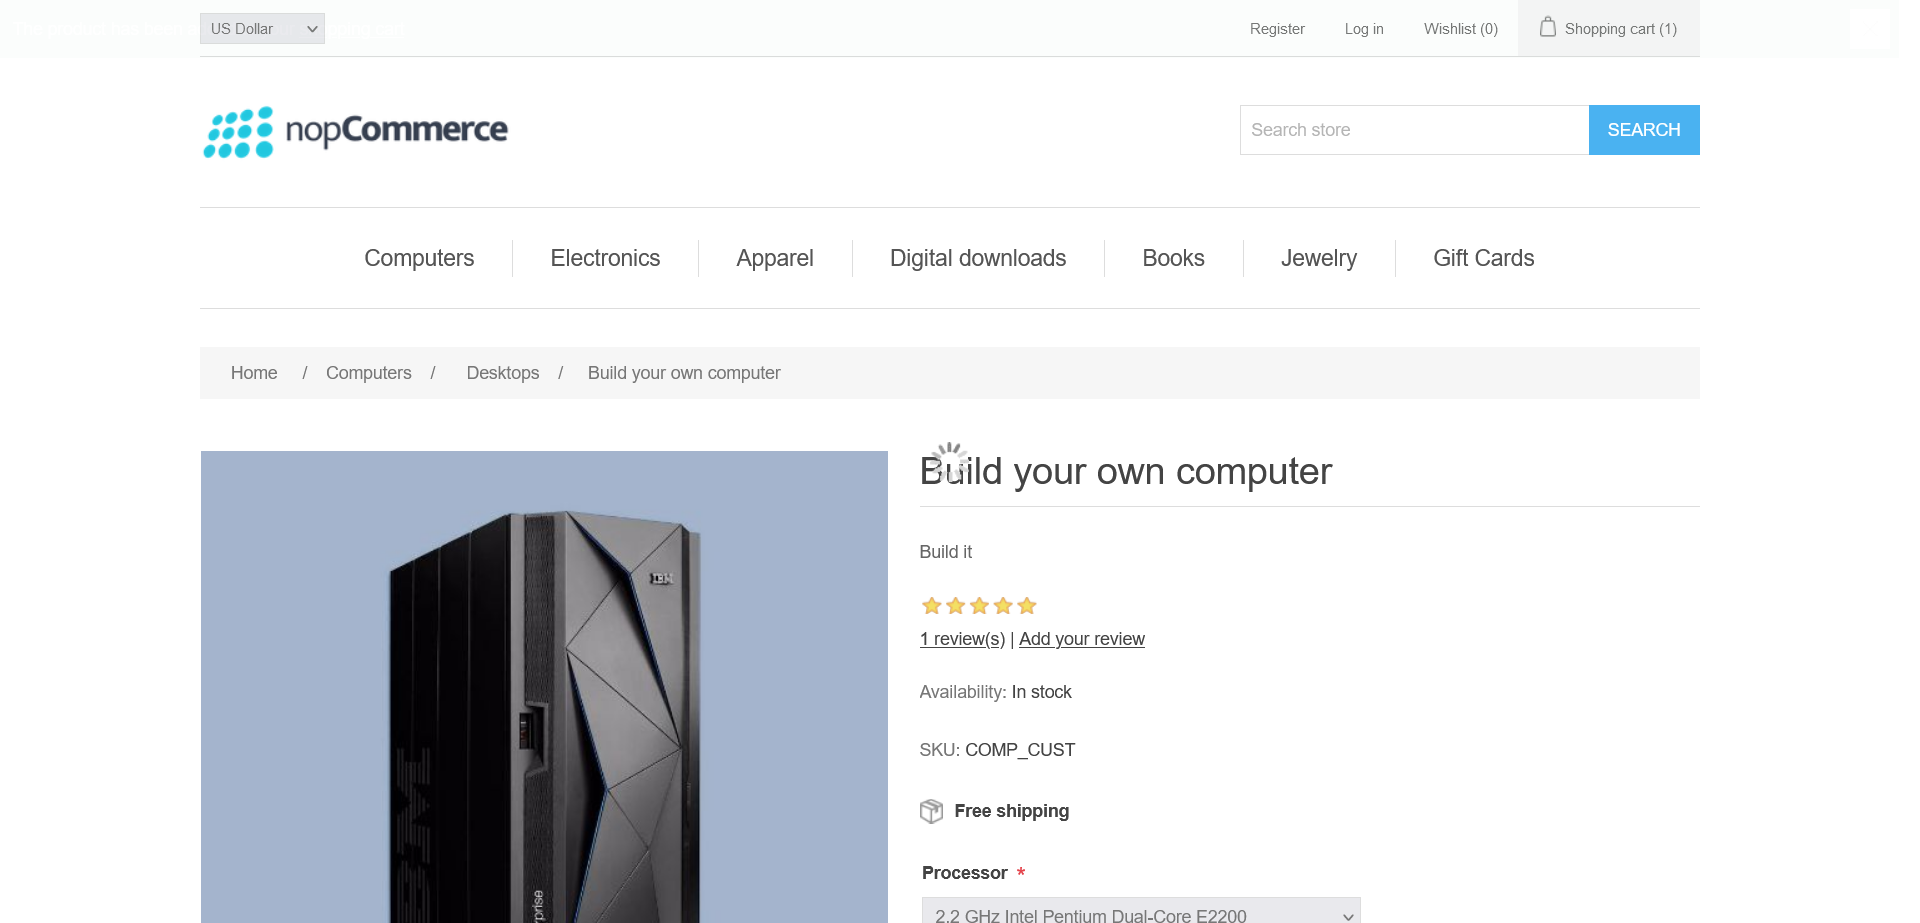 The product has been
shopping cart
US Dollar
Register
Log in
Wishlist (0)
Shopping cart (1)
nopCommerce
Search store
SEARCH
Computers
Electronics
Apparel
Digital downloads
Books
Jewelry
Gift Cards
Home / Computers / Desktops / Build your own computer
Build your own computer
Build it
1 review(s) | Add your review
Availability: In stock
SKU: COMP_CUST
Free shipping
Processor *
2.2 GHz Intel Pentium Dual-Core E2200
IBM
IBM